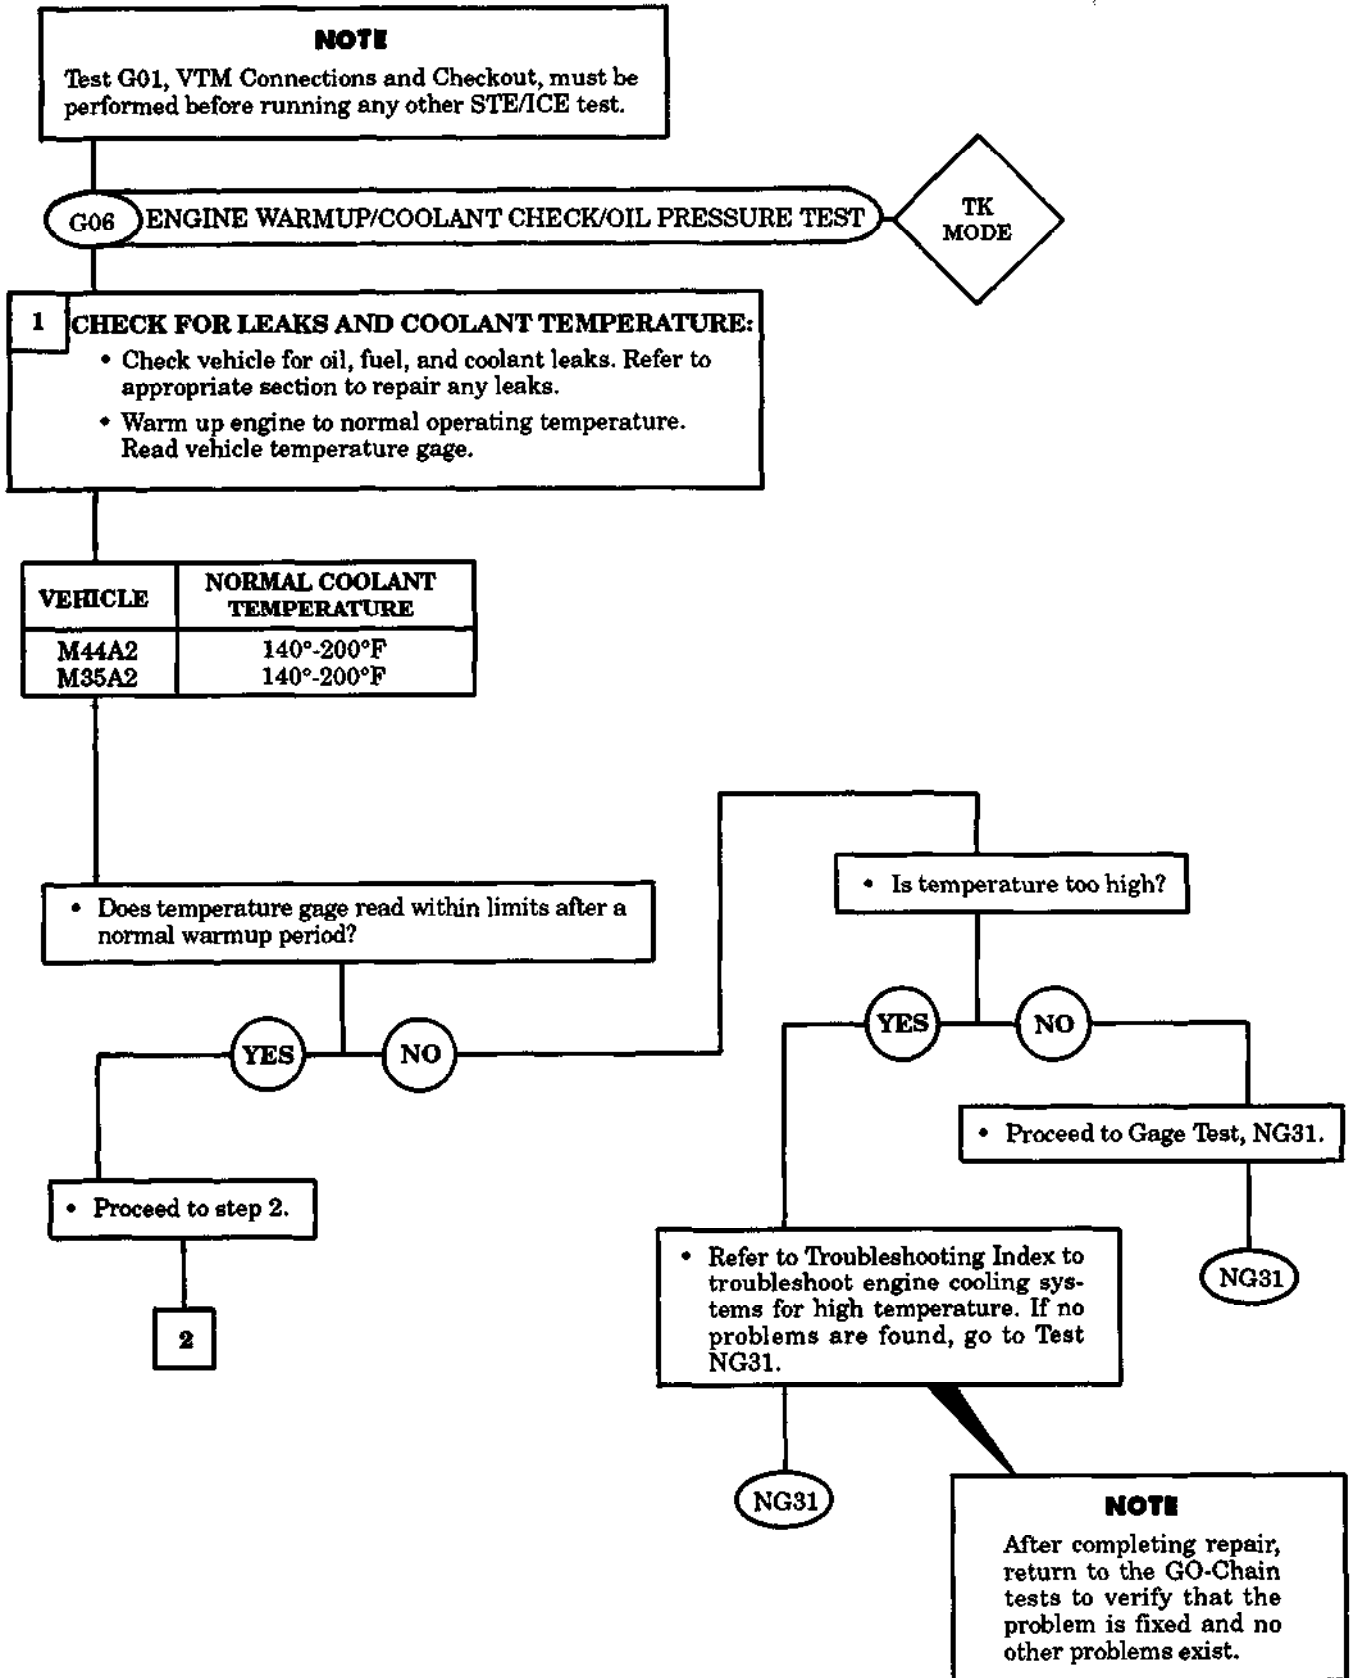 NOTE
Test G01, VTM Connections and Checkout, must be
performed before running any other STE/ICE test.
G06
ENGINE WARMUP/COOLANT CHECK/OIL PRESSURE TEST
TK
MODE
1
CHECK FOR LEAKS AND COOLANT TEMPERATURE:
• Check vehicle for oil, fuel, and coolant leaks. Refer to
appropriate section to repair any leaks.
• Warm up engine to normal operating temperature.
Read vehicle temperature gage.
VEHICLE
NORMAL COOLANT
TEMPERATURE
M44A2 140°-200°F
M35A2 140°-200°F
• Does temperature gage read within limits after a
normal warmup period?
YES
NO
• Proceed to step 2.
2
• Is temperature too high?
YES
NO
• Proceed to Gage Test, NG31.
NG31
• Refer to Troubleshooting Index to
troubleshoot engine cooling sys-
tems for high temperature. If no
problems are found, go to Test
NG31.
NG31
NOTE
After completing repair,
return to the GO-Chain
tests to verify that the
problem is fixed and no
other problems exist.